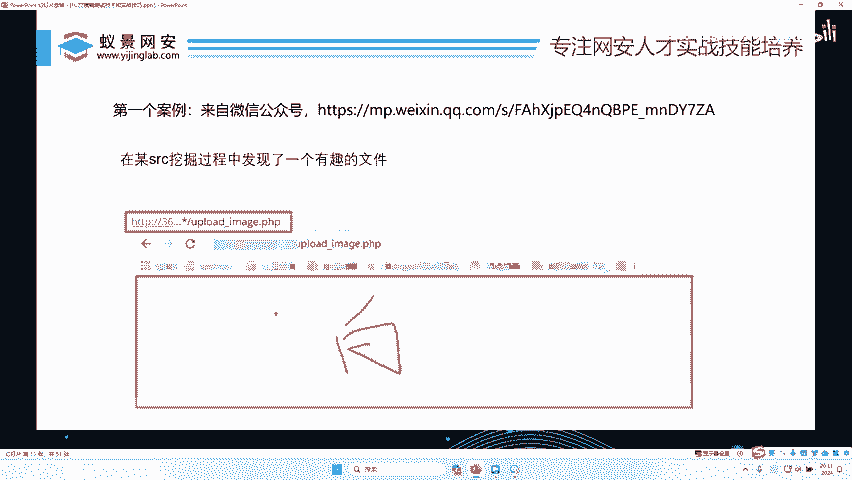 蚁景网安
www.yijinglab.com
专注网安人才实战技能培养
第一个案例：来自微信公众号，https://mp.weixin.qq.com/s/FAhXjpEQ4nQBPE_mnDY7ZA
在某src挖掘过程中发现了一个有趣的文件
http://36...*/upload_image.php
upload_image.php
搜索
20:11
2024